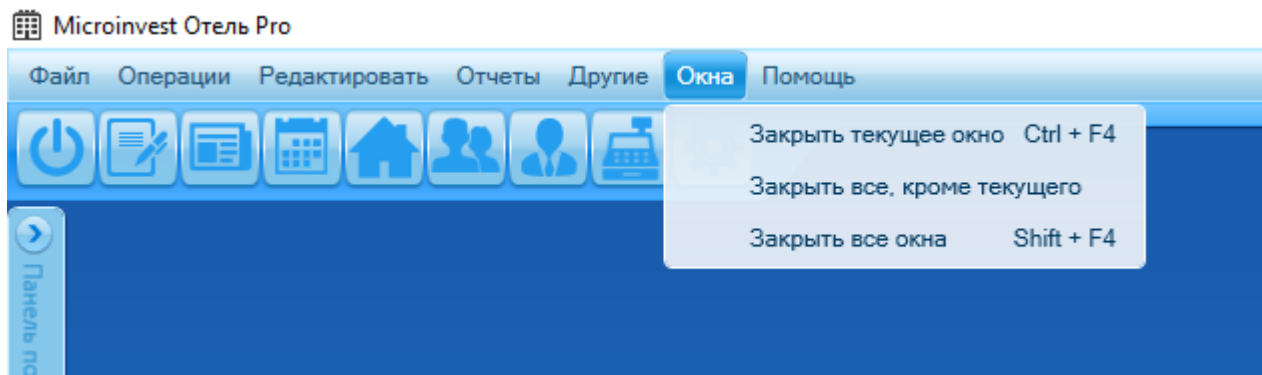 Microinvest Отель Pro
Файл Операции Редактировать Отчеты Другие Окна Помощь
Закрыть текущее окно Ctrl + F4
Закрыть все, кроме текущего
Закрыть все окна Shift + F4
Панель